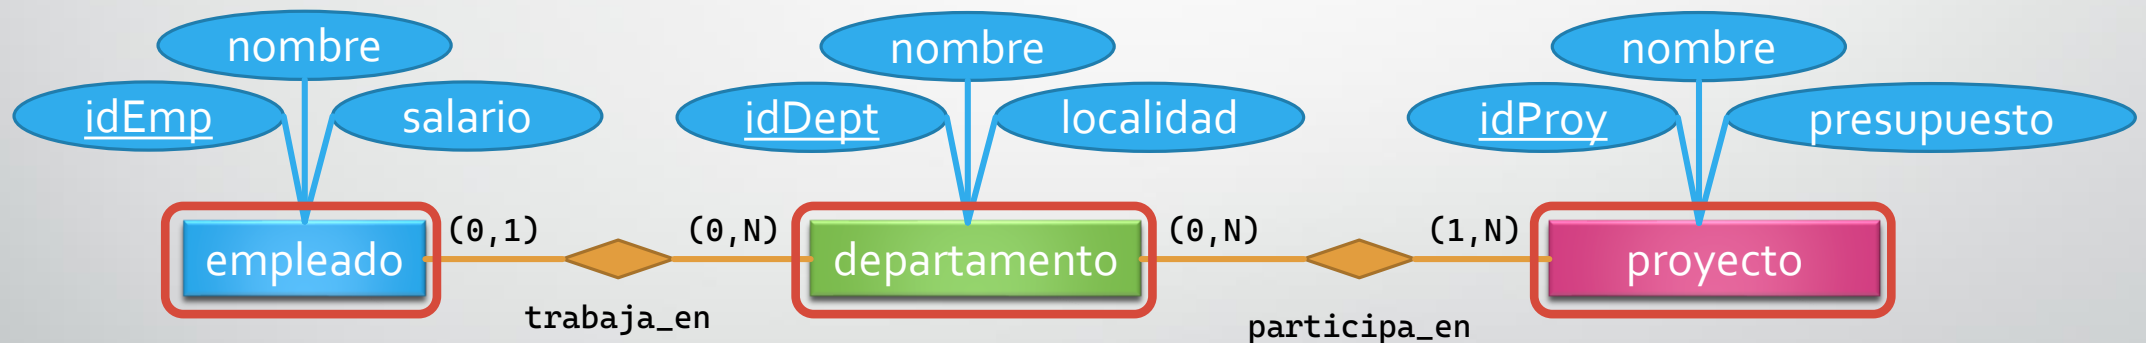 nombre
idEmp
salario
empleado
(0,1)
trabaja_en
(0,N)
nombre
idDept
localidad
departamento
(0,N)
participa_en
(1,N)
nombre
idProy
presupuesto
proyecto